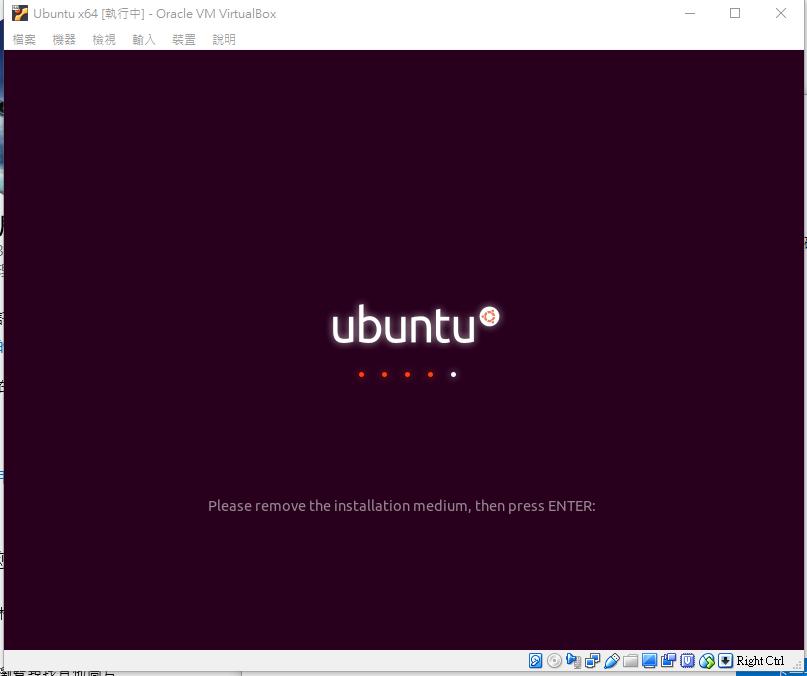 Ubuntu x64 [執行中] - Oracle VM VirtualBox
檔案 機器 檢視 輸入 裝置 說明
ubuntu
Please remove the installation medium, then press ENTER:
Right Ctrl